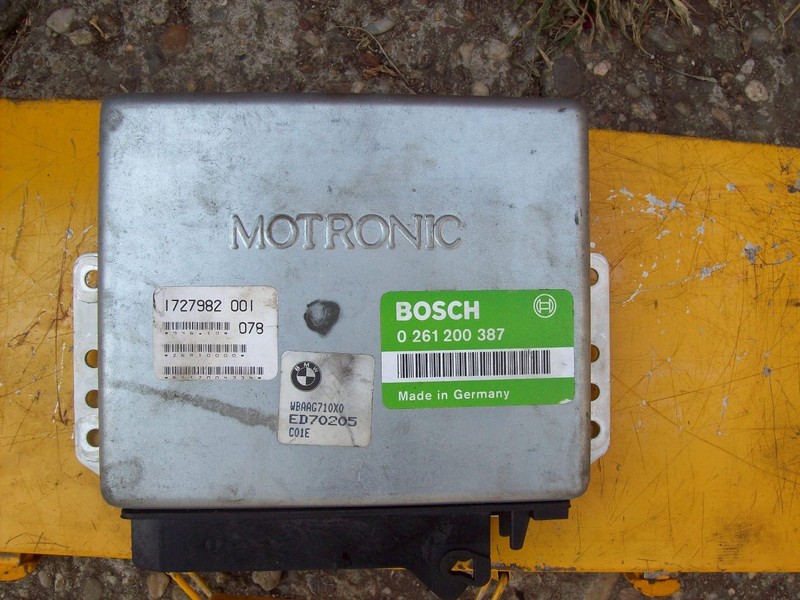 MOTRONIC
1727982 001
078
BOSCH
0 261 200 387
Made in Germany
BMW
WBAAG710X0
ED70205
C01E